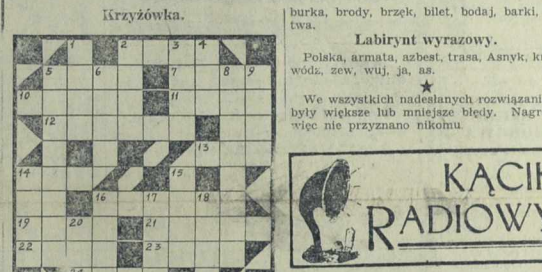 Krzyżówka.
1 2 3 4
5 6 7 8 9
10 11
12
13
14 15
16 17 18
19 20 21
22 23
24
burka, brody, brzęk, bilet, bodaj, barki,
twa.
Labirynt wyrazowy.
Polska, armata, azbest, trasa, Asnyk,
wódz, zew, wuj, ja, as.
We wszystkich nadesłanych
były większe lub mniejsze błędy.
więc nie przyznano nikomu.
KĄCIK
RADIOWY